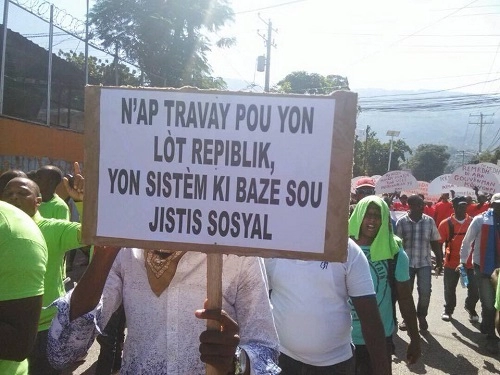 N'AP TRAVAY POU YON
LÒT REPIBLIK,
YON SISTÈM KI BAZE SOU
JISTIS SOSYAL